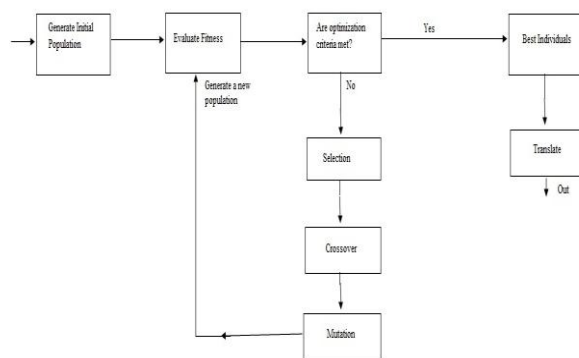 Generate Initial
Population
Evaluate Fitness
Are optimization
criteria met?
Yes
Best Individuals
Generate a new
population
No
Selection
Translate
Out
Crossover
Mutation